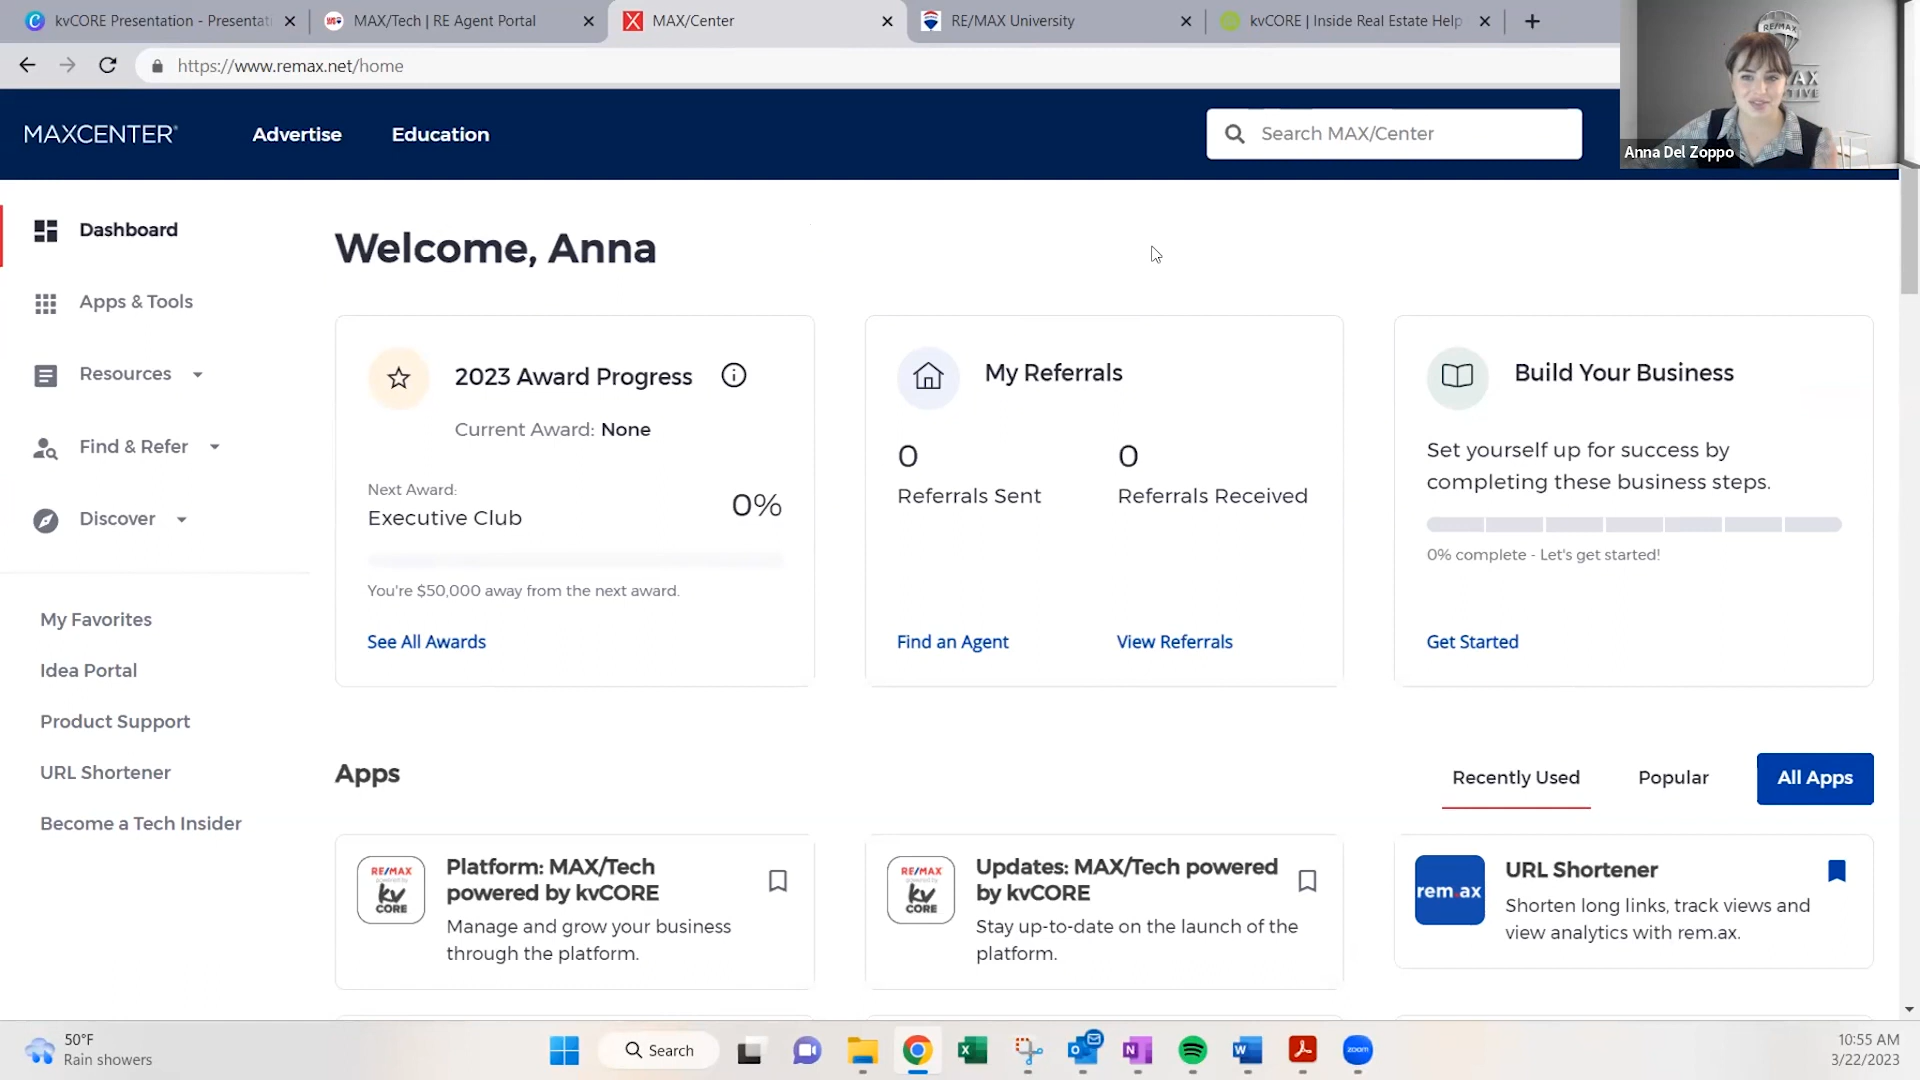 kvCORE Presentation - Presentat
MAX/Tech | RE Agent Portal
MAX/Center
RE/MAX University
kvCORE | Inside Real Estate Help
https://www.remax.net/home
MAXCENTER
Advertise
Education
Search MAX/Center
RE/MAX
Anna Del Zoppo
Dashboard
Apps & Tools
Resources
Find & Refer
Discover
My Favorites
Idea Portal
Product Support
URL Shortener
Become a Tech Insider
Welcome, Anna
2023 Award Progress
Current Award: None
Next Award:
Executive Club
0%
You're $50,000 away from the next award.
See All Awards
My Referrals
0
Referrals Sent
0
Referrals Received
Find an Agent
View Referrals
Build Your Business
Set yourself up for success by
completing these business steps.
0% complete - Let's get started!
Get Started
Apps
Recently Used
Popular
All Apps
RE/MAX
kv
CORE
Platform: MAX/Tech
powered by kvCORE
Manage and grow your business
through the platform.
RE/MAX
kv
CORE
Updates: MAX/Tech powered
by kvCORE
Stay up-to-date on the launch of the
platform.
rem.ax
URL Shortener
Shorten long links, track views and
view analytics with rem.ax.
50°F
Rain showers
Search
zoom
10:55 AM
3/22/2023